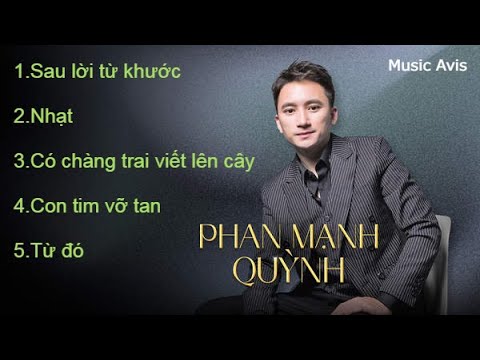 Music Avis
1.Sau lời từ khước
2.Nhạt
3.Có chàng trai viết lên cây
4.Con tim vỡ tan
5.Từ đó
PHAN MẠNH
QUỲNH